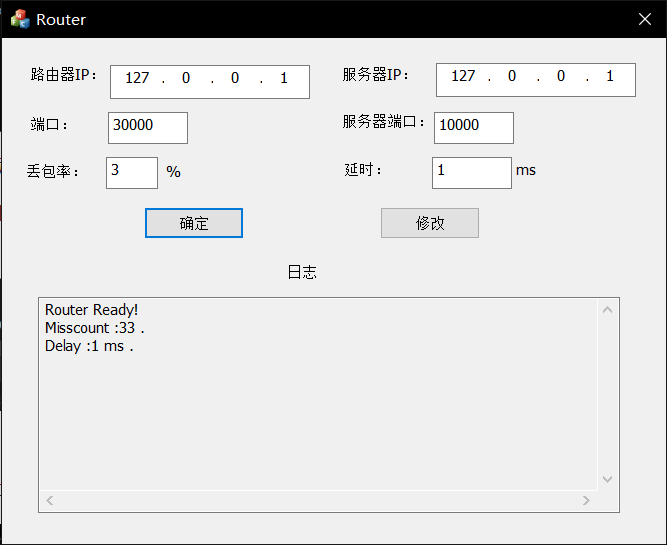 Router
路由器IP： 127 . 0 . 0 . 1 服务器IP： 127 . 0 . 0 . 1
端口： 30000 服务器端口： 10000
丢包率： 3 % 延时： 1 ms
确定 修改
日志
Router Ready!
Misscount :33 .
Delay :1 ms .